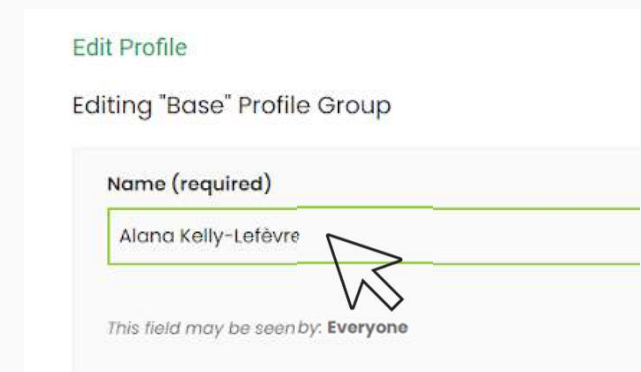 Edit Profile
Editing "Base" Profile Group
Name (required)
Alana Kelly-Lefèvre
This field may be seen by: Everyone